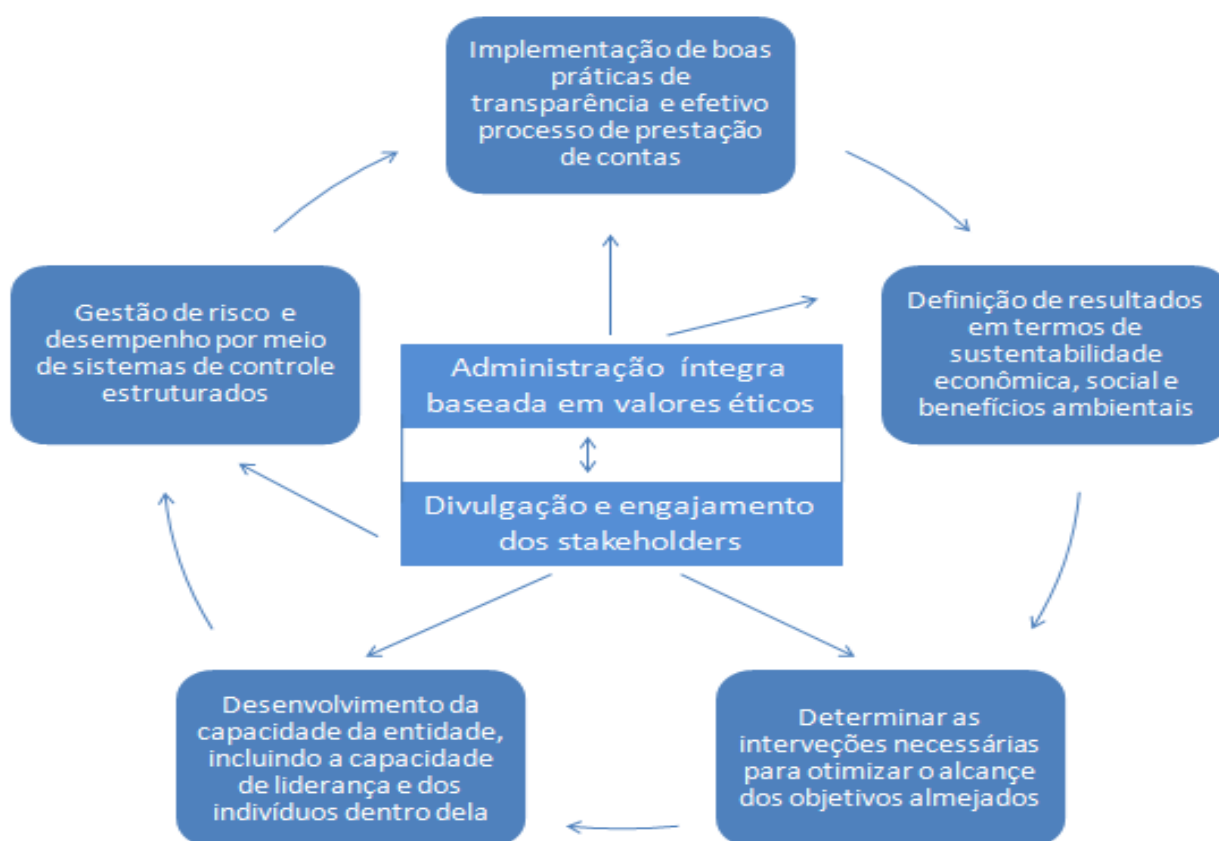 Implementação de boas
práticas de
transparência e efetivo
processo de prestação
de contas
Gestão de risco e
desempenho por meio
de sistemas de controle
estruturados
Definição de resultados
em termos de
sustentabilidade
econômica, social e
benefícios ambientais
Administração íntegra
baseada em valores éticos
Divulgação e engajamento
dos stakeholders
Desenvolvimento da
capacidade da entidade,
incluindo a capacidade
de liderança e dos
indivíduos dentro dela
Determinar as
interveções necessárias
para otimizar o alcançe
dos objetivos almejados